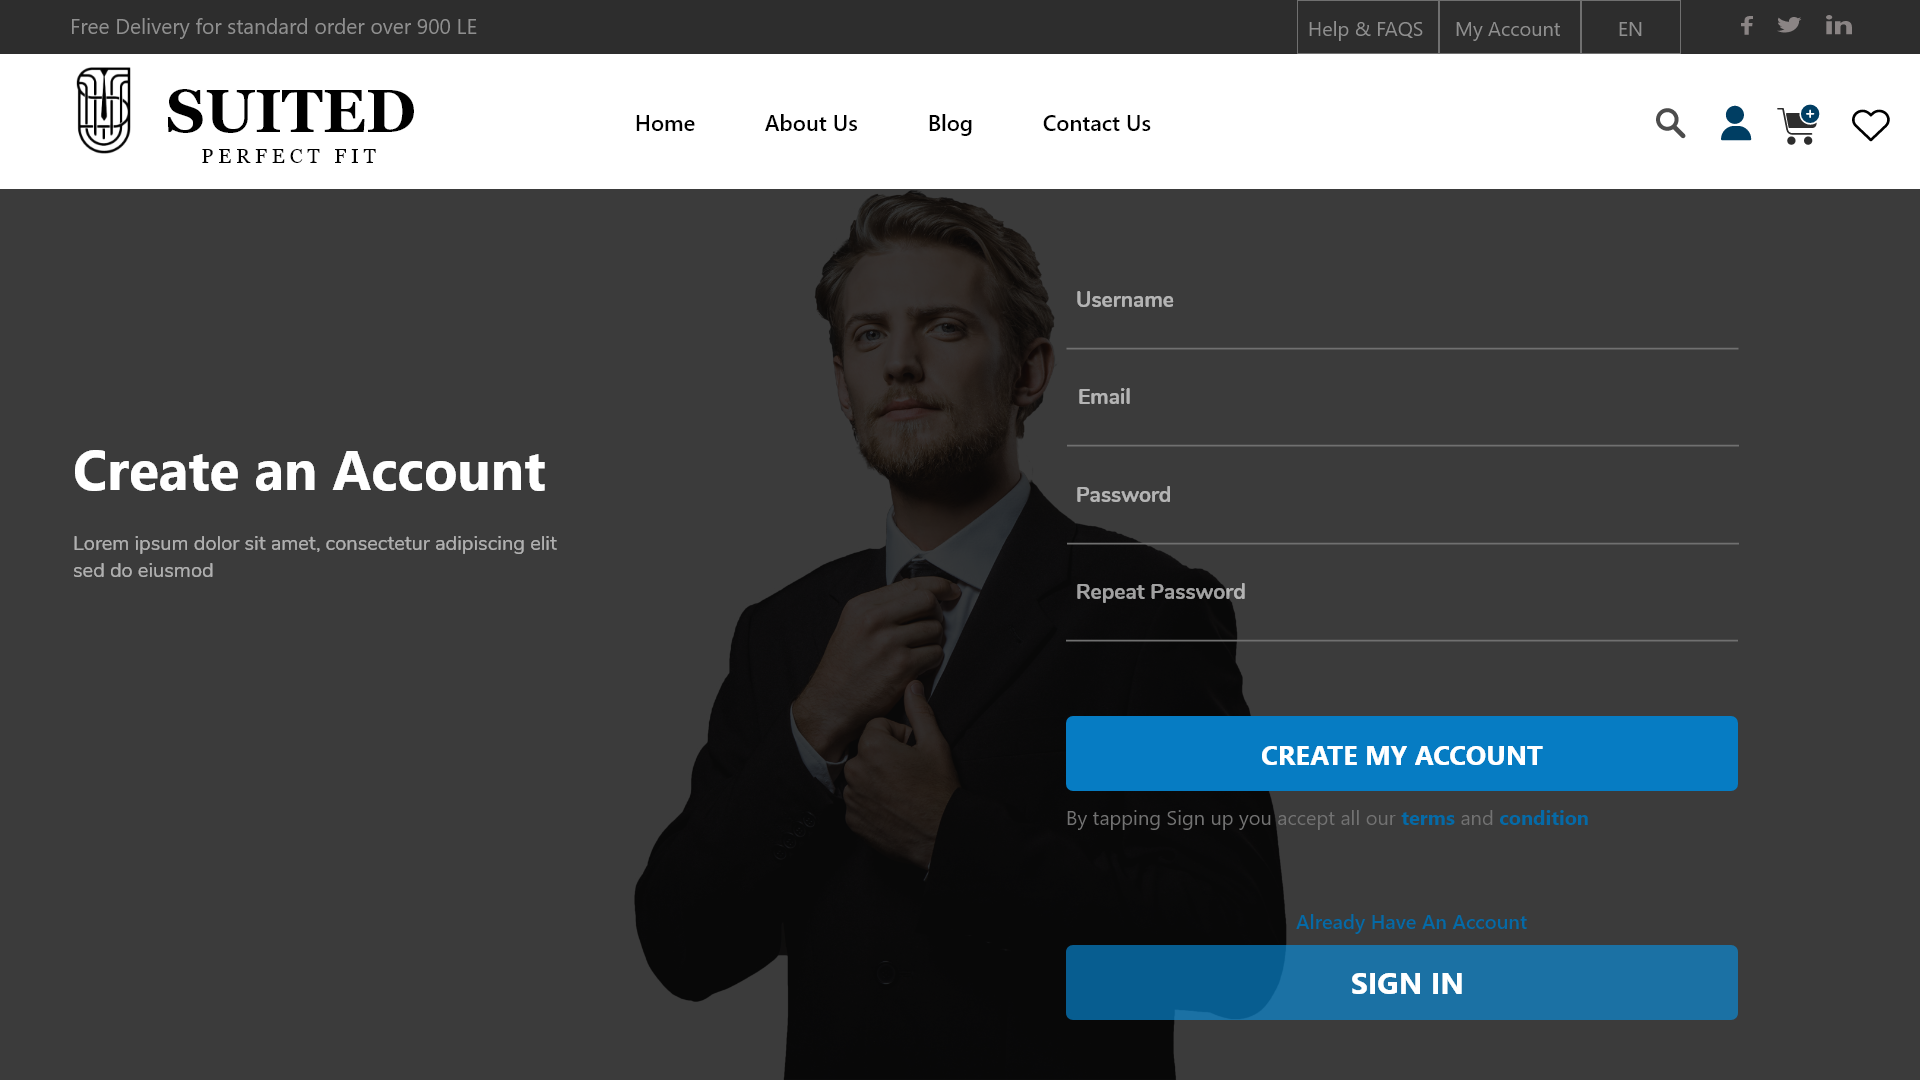 Free Delivery for standard order over 900 LE
Help & FAQS
My Account
EN
SUITED
PERFECT FIT
Home
About Us
Blog
Contact Us
Create an Account
Lorem ipsum dolor sit amet, consectetur adipiscing elit
sed do eiusmod
Username
Email
Password
Repeat Password
CREATE MY ACCOUNT
By tapping Sign up you accept all our terms and condition
Already Have An Account
SIGN IN